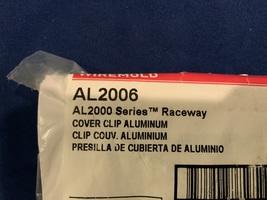 WIREMOLD
AL2006
AL2000 Series™ Raceway
COVER CLIP ALUMINUM
CLIP COUV. ALUMINIUM
PRESILLA DE CUBIERTA DE ALUMINIO